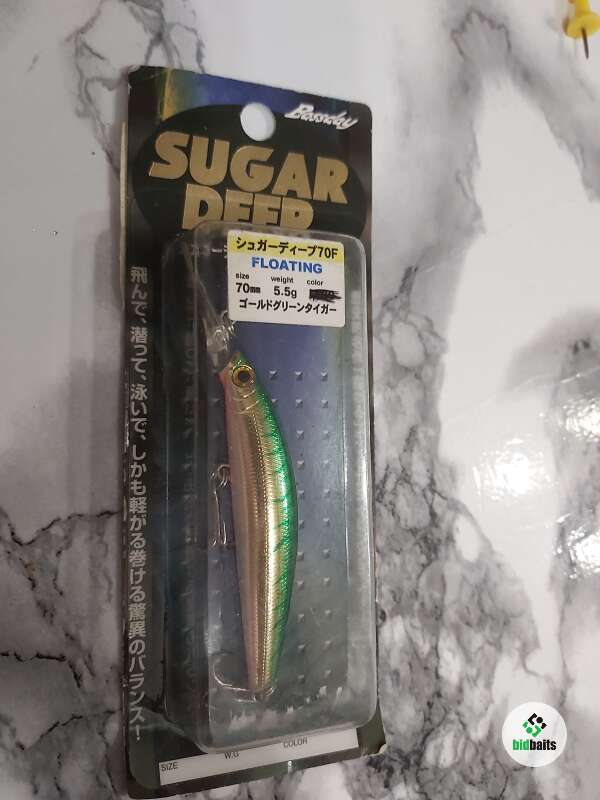 Bassday
SUGAR
DEEP
シュガーディープ70F
FLOATING
size weight color
70mm 5.5g
ゴールドグリーンタイガー
飛んで、潜って、泳いで、しかも軽がる巻ける驚異のバランス！
SIZE W.G COLOR
bidbaits